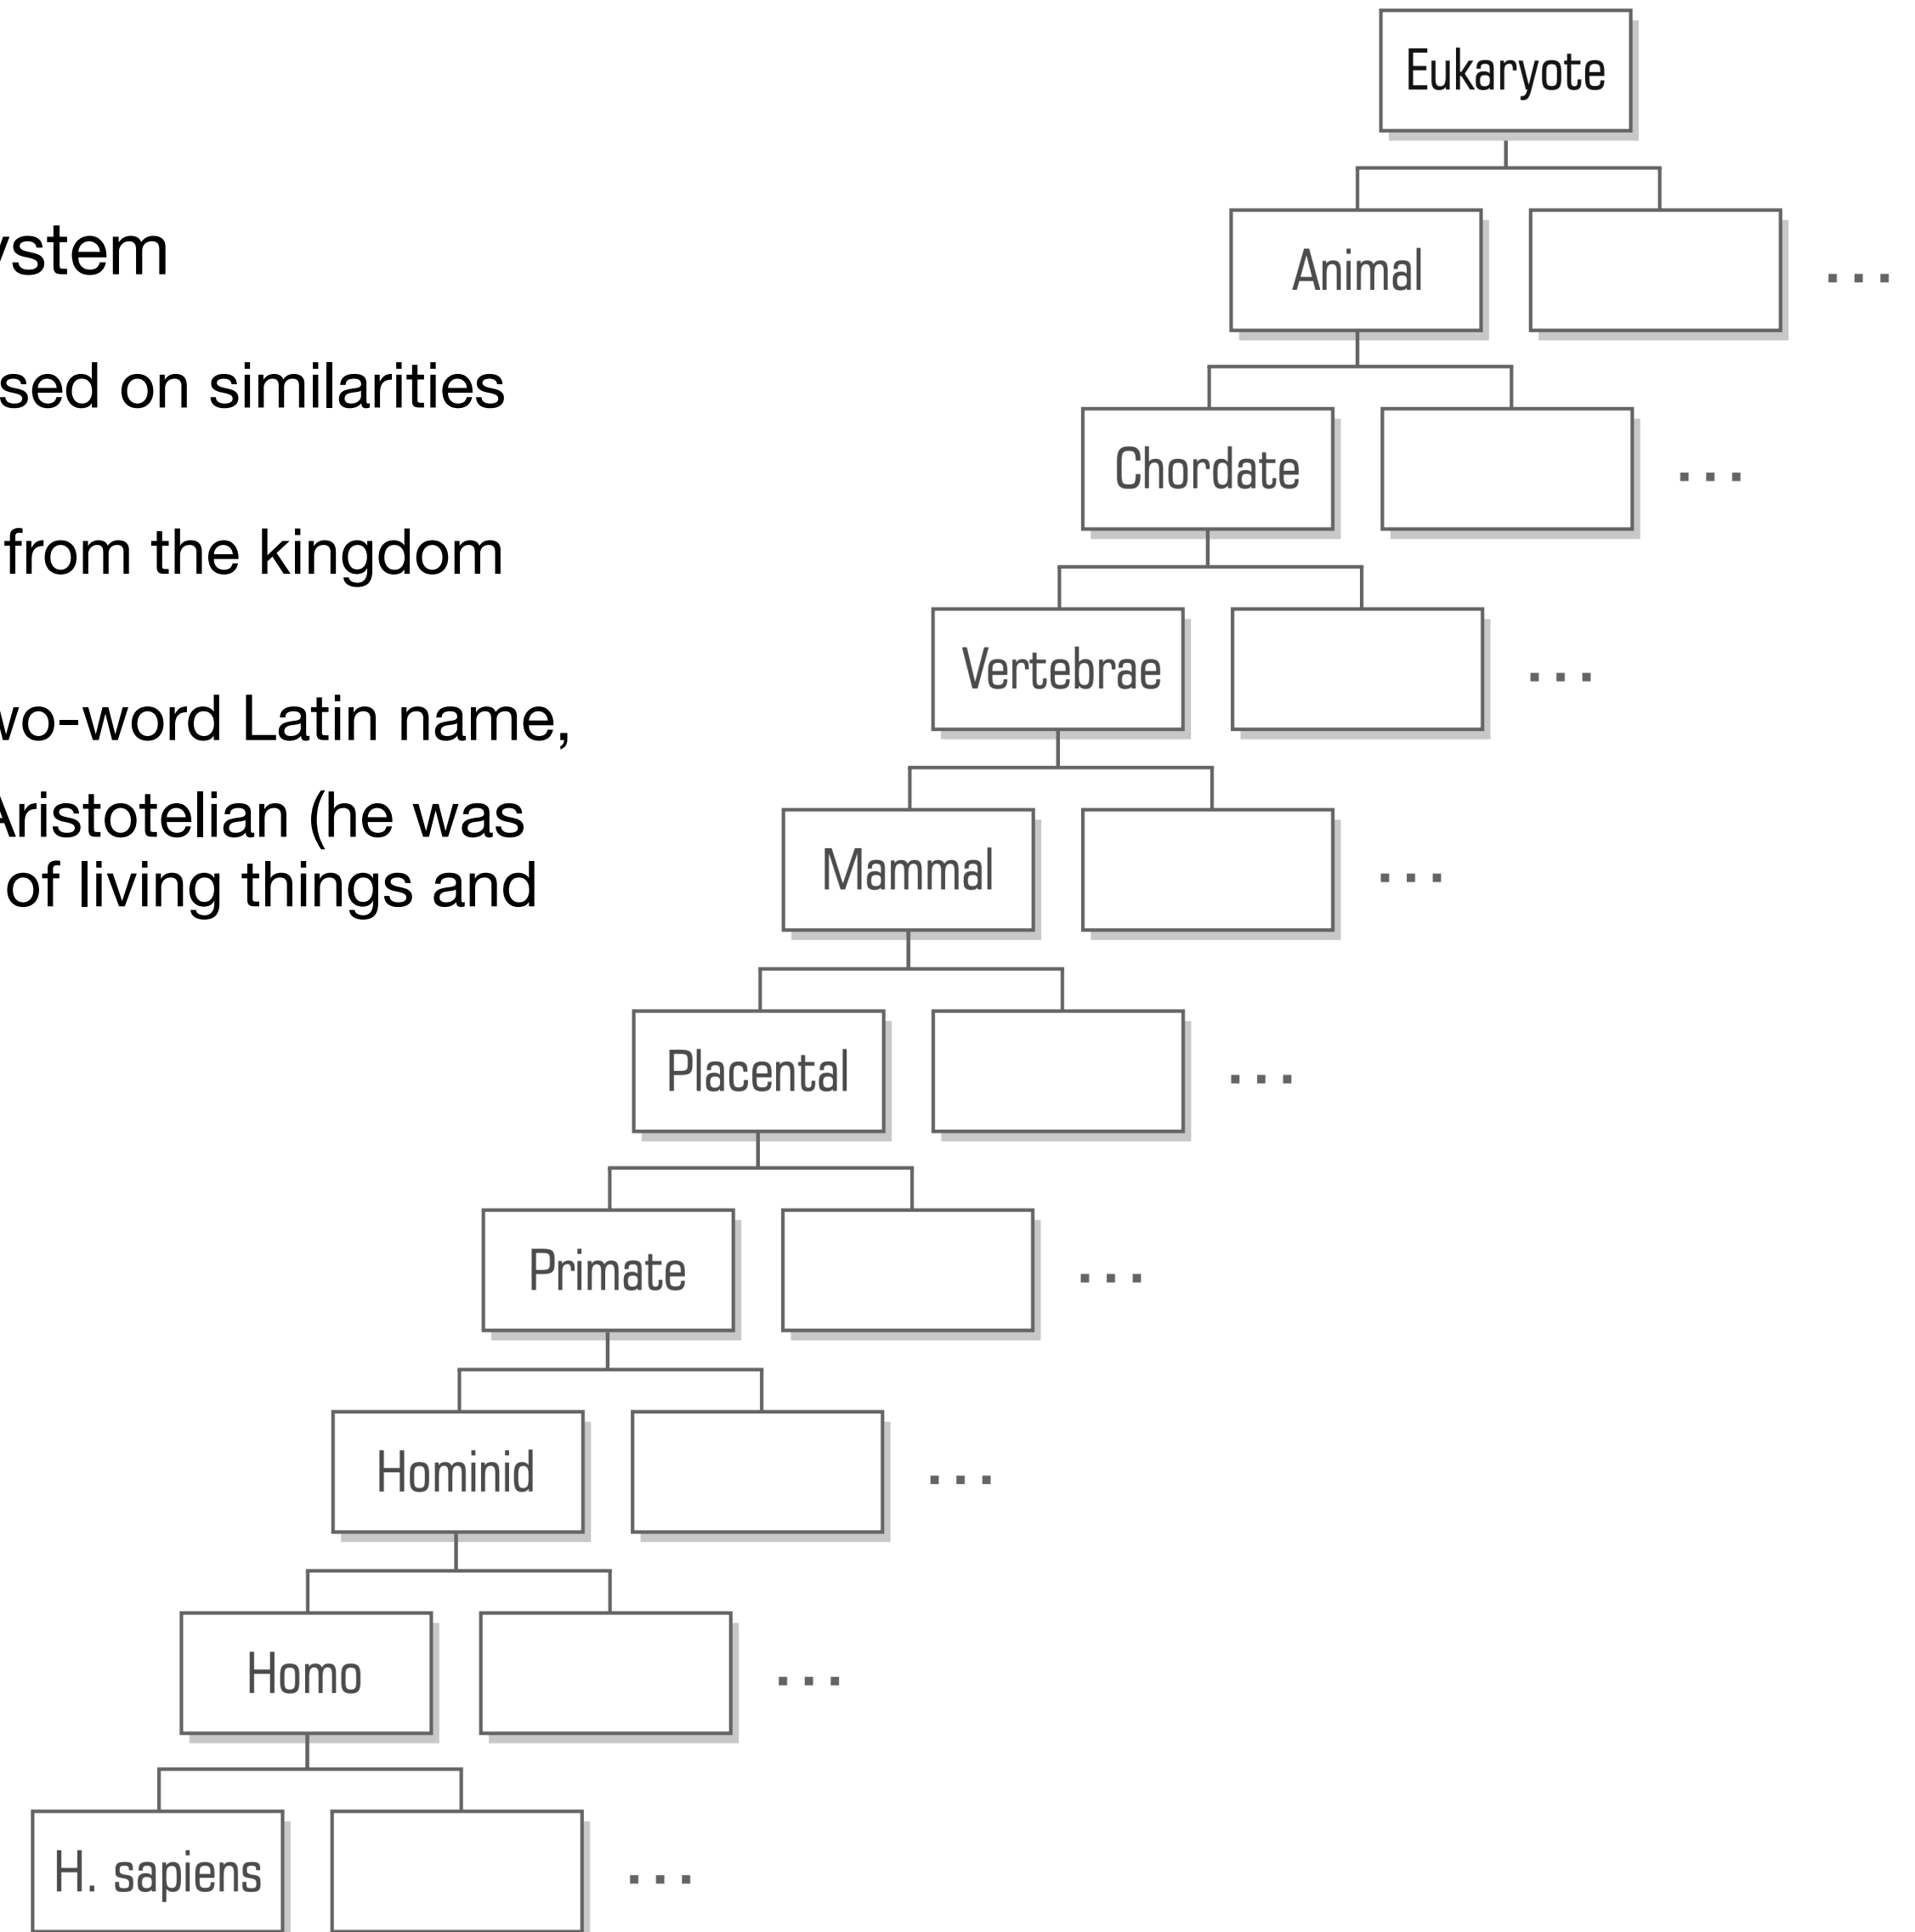 ystem
sed on similarities
from the kingdom
wo-word Latin name,
Aristotelian (he was
of living things and
Eukaryote
Animal
...
Chordate
...
Vertebrae
...
Mammal
...
Placental
...
Primate
...
Hominid
...
Homo
...
H. sapiens
...